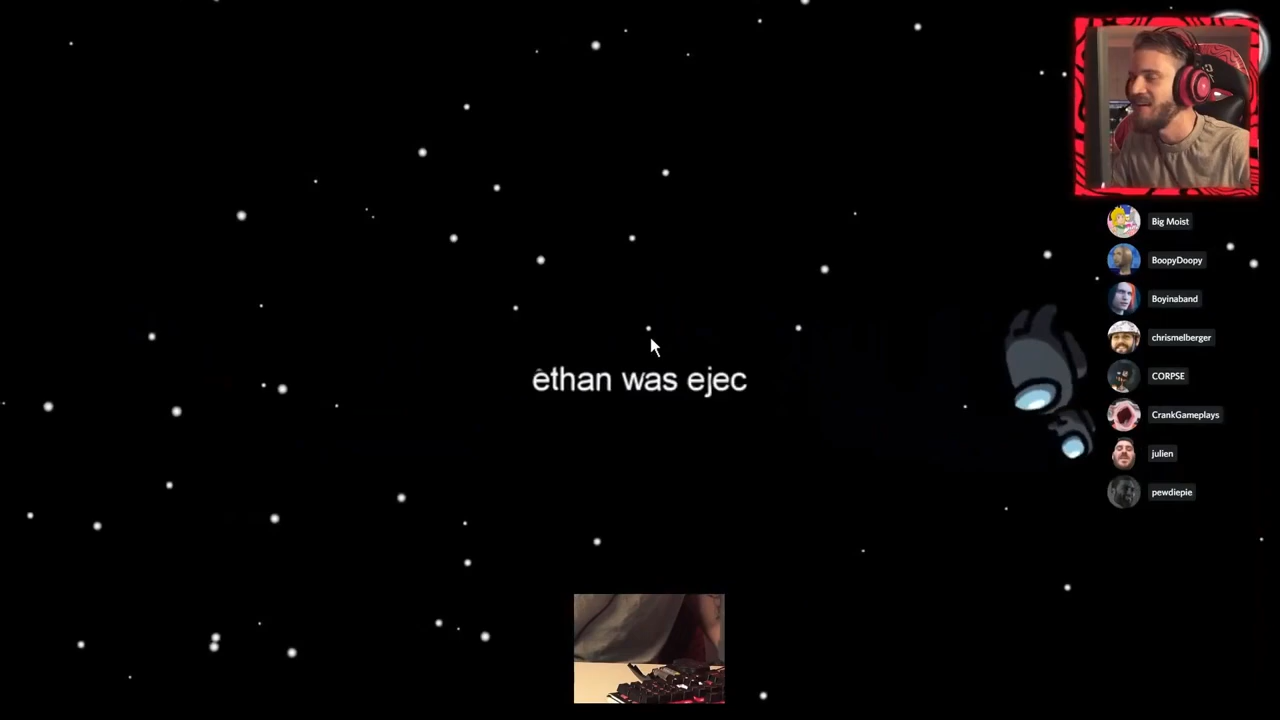 Big Moist
BoopyDoopy
Boyinaband
chrismelberger
ethan was ejec
CORPSE
CrankGameplays
julien
pewdiepie